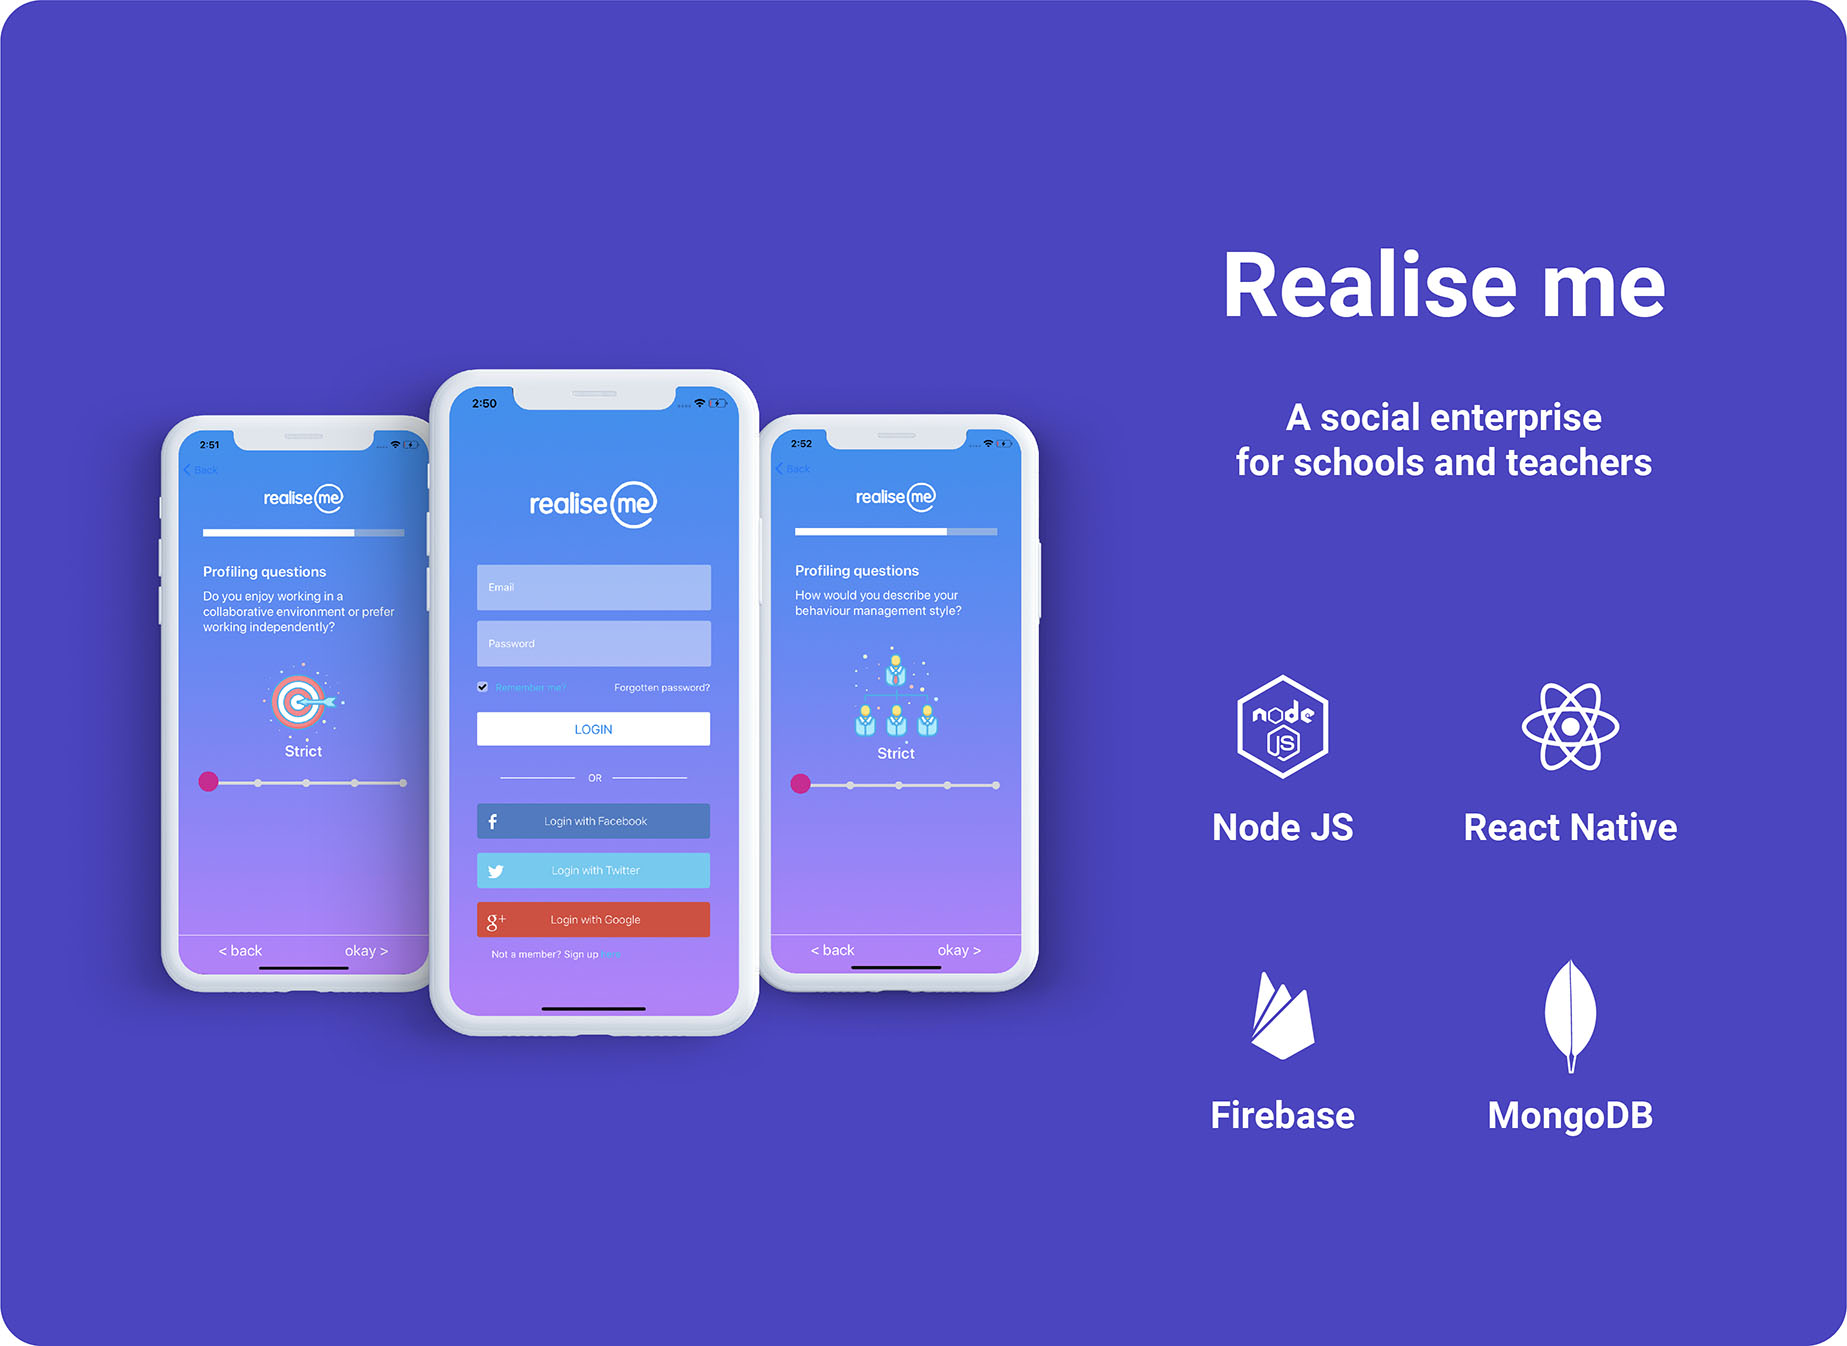 Realise me
A social enterprise
for schools and teachers
2:51
Back
realise me
Profiling questions
Do you enjoy working in a
collaborative environment or prefer
working independently?
Strict
< back okay >
2:50
realise me
Email
Password
Remember me? Forgotten password?
LOGIN
OR
f Login with Facebook
Login with Twitter
g+ Login with Google
Not a member? Sign up
2:52
Back
realise me
Profiling questions
How would you describe your
behaviour management style?
Strict
< back okay >
node
JS
Node JS
React Native
Firebase
MongoDB